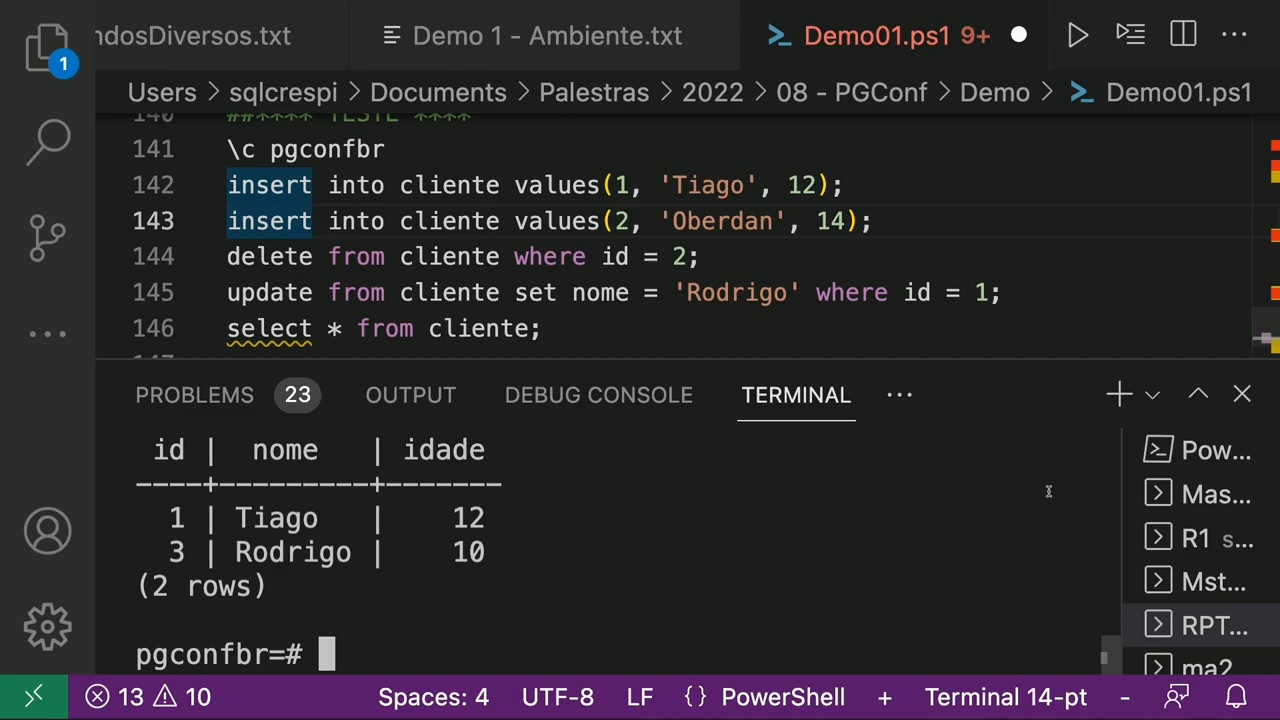 ndosDiversos.txt
Demo 1 - Ambiente.txt
Demo01.ps1 9+
1
Users > sqlcrespi > Documents > Palestras > 2022 > 08 - PGConf > Demo > Demo01.ps1
140 ##**** TESTE ****
141 \c pgconfbr
142 insert into cliente values(1, 'Tiago', 12);
143 insert into cliente values(2, 'Oberdan', 14);
144 delete from cliente where id = 2;
145 update from cliente set nome = 'Rodrigo' where id = 1;
146 select * from cliente;
147
PROBLEMS 23 OUTPUT DEBUG CONSOLE TERMINAL ...
id | nome | idade
----+---------+-------
1 | Tiago | 12
3 | Rodrigo | 10
(2 rows)
pgconfbr=#
Pow...
Mas...
R1 s...
Mst...
RPT...
ma2
13 10 Spaces: 4 UTF-8 LF {} PowerShell + Terminal 14-pt -